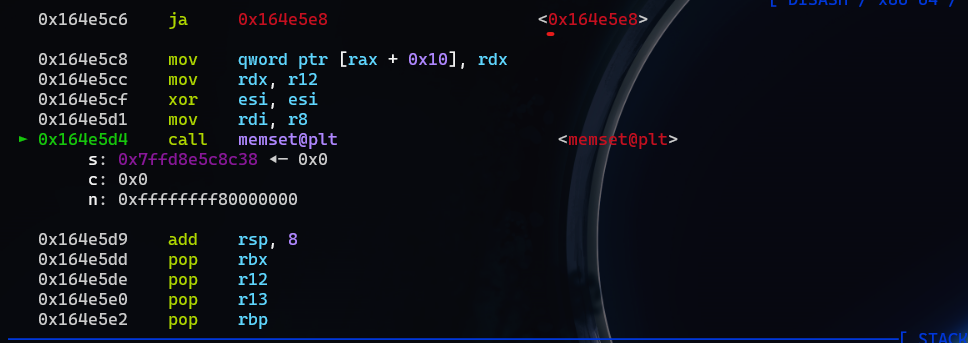 [ DISASM / x86-64 /
0x164e5c6 ja 0x164e5e8 <0x164e5e8>
0x164e5c8 mov qword ptr [rax + 0x10], rdx
0x164e5cc mov rdx, r12
0x164e5cf xor esi, esi
0x164e5d1 mov rdi, r8
► 0x164e5d4 call memset@plt <memset@plt>
s: 0x7ffd8e5c8c38 ◂— 0x0
c: 0x0
n: 0xffffffff80000000
0x164e5d9 add rsp, 8
0x164e5dd pop rbx
0x164e5de pop r12
0x164e5e0 pop r13
0x164e5e2 pop rbp
[ STACK